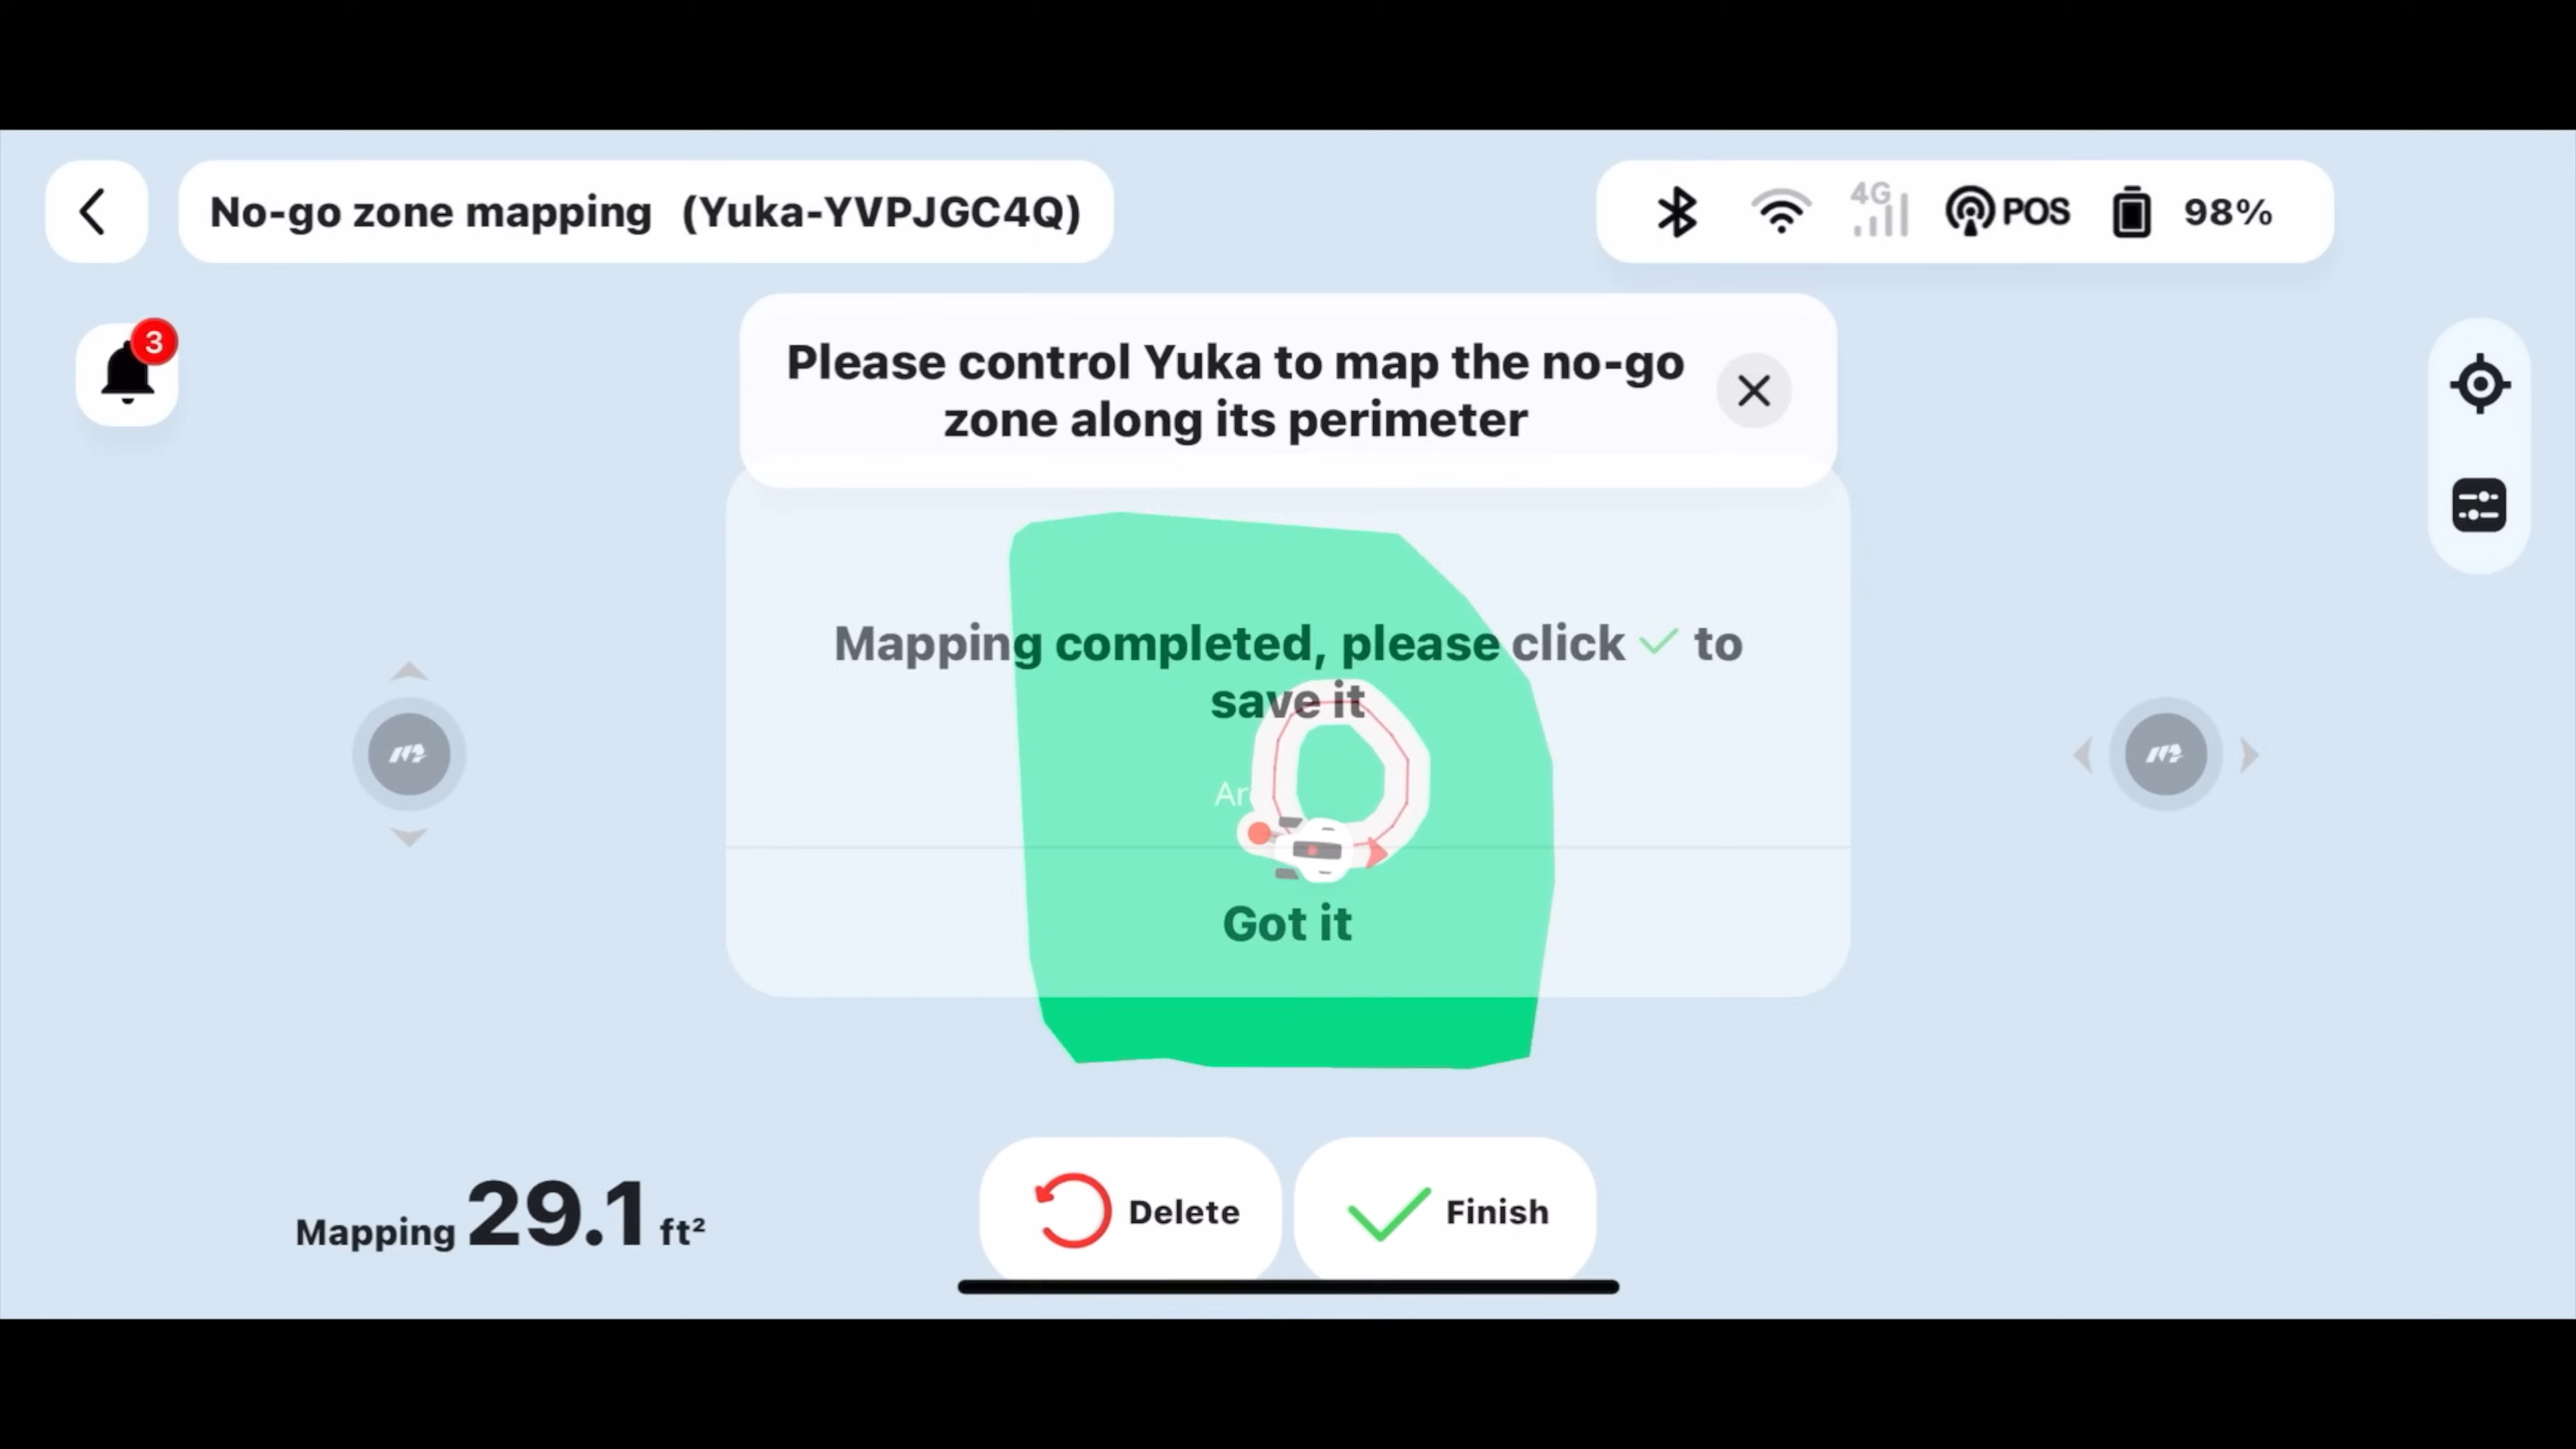 No-go zone mapping (Yuka-YVPJGC4Q)
4G
POS
98%
3
Please control Yuka to map the no-go
zone along its perimeter
Mapping completed, please click ✓ to
save it
Ar
Got it
Mapping 29.1 ft²
Delete
Finish